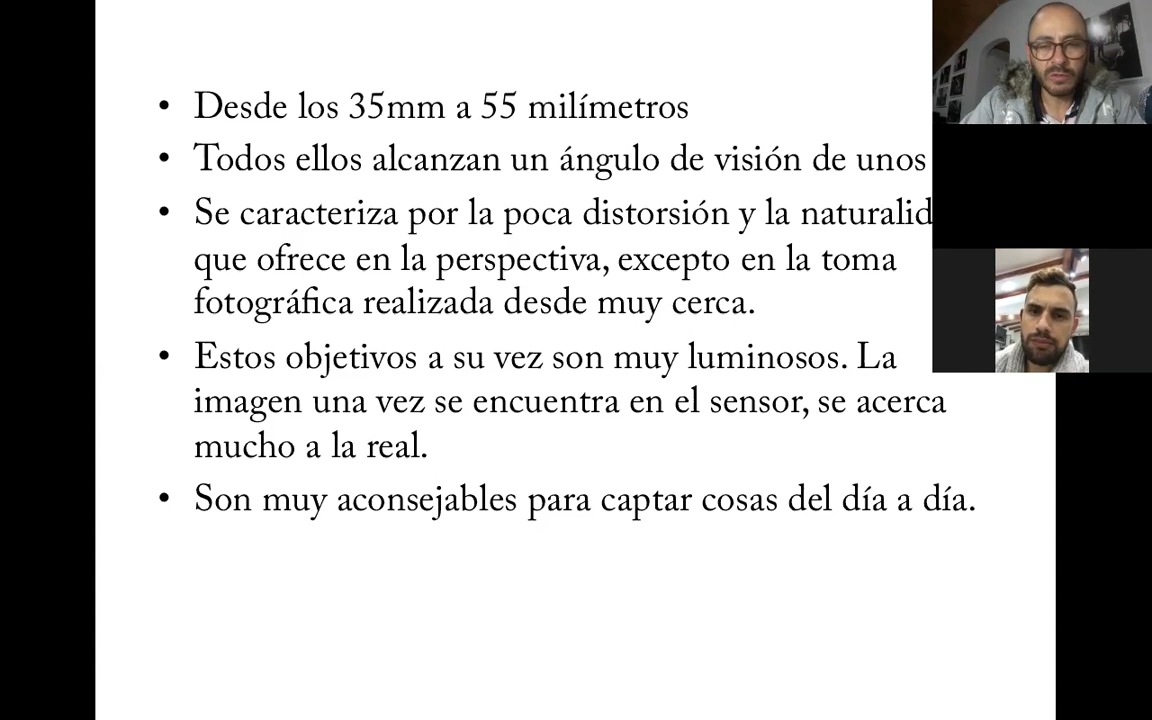 • Desde los 35mm a 55 milímetros
• Todos ellos alcanzan un ángulo de visión de unos
• Se caracteriza por la poca distorsión y la naturalid
que ofrece en la perspectiva, excepto en la toma
fotográfica realizada desde muy cerca.
• Estos objetivos a su vez son muy luminosos. La
imagen una vez se encuentra en el sensor, se acerca
mucho a la real.
• Son muy aconsejables para captar cosas del día a día.